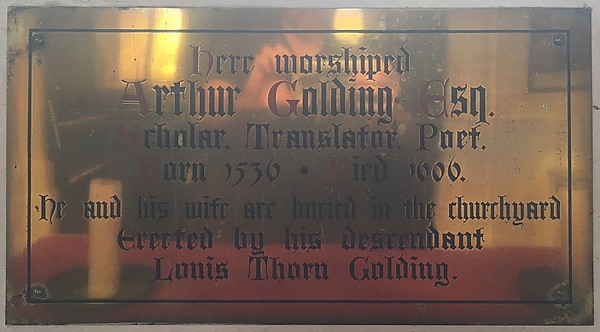 Here worshiped
Arthur Golding Esq.
Scholar. Translator. Poet.
Born 1536 • Died 1606.
He and his wife are buried in the churchyard
Erected by his descendant
Louis Thorn Golding.